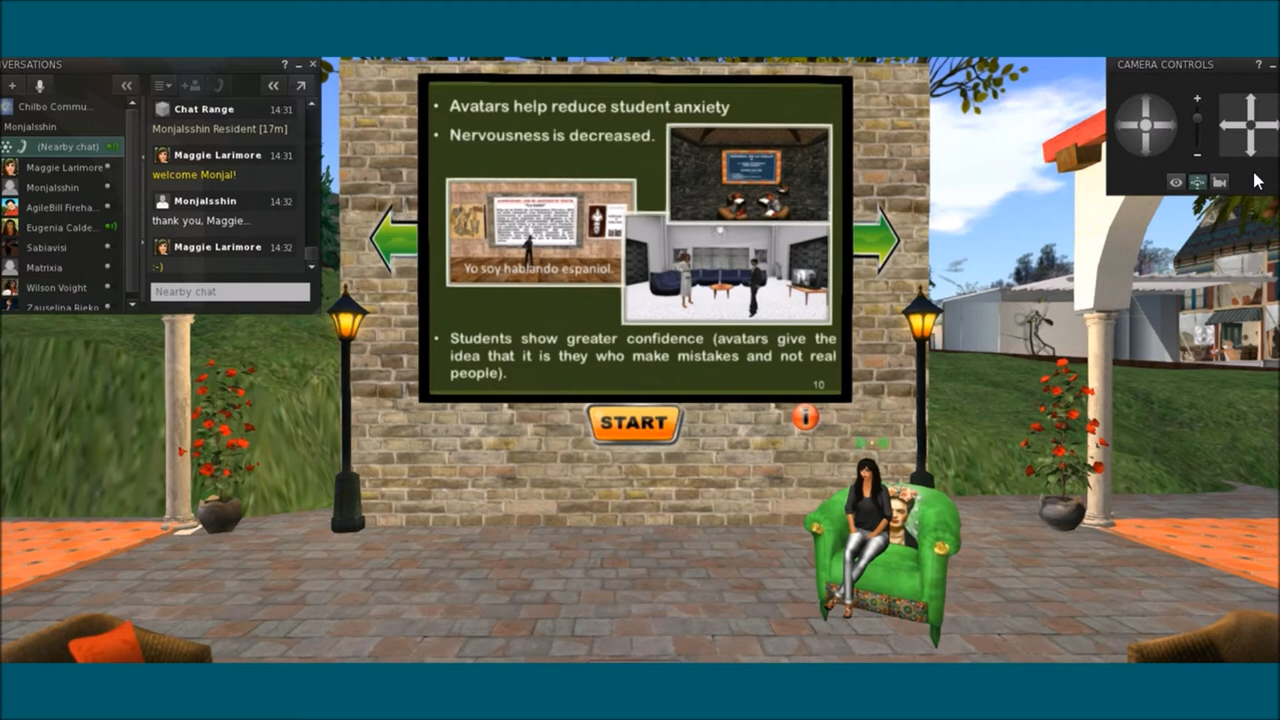 VERSATIONS
? _ ×
Chilbo Commu...
Monjalsshin
(Nearby chat)
Maggie Larimore
Monjalsshin
AgileBill Fireha...
Eugenia Calde...
Sabiavisi
Matrixia
Wilson Voight
Zauselina Rieko
Chat Range 14:31
Monjalsshin Resident [17m]
Maggie Larimore 14:31
welcome Monjal!
Monjalsshin 14:32
thank you, Maggie...
Maggie Larimore 14:32
:-)
Nearby chat
• Avatars help reduce student anxiety
• Nervousness is decreased.
Yo soy hablando espaniol.
• Students show greater confidence (avatars give the
idea that it is they who make mistakes and not real
people).
10
START
i
CAMERA CONTROLS
? _